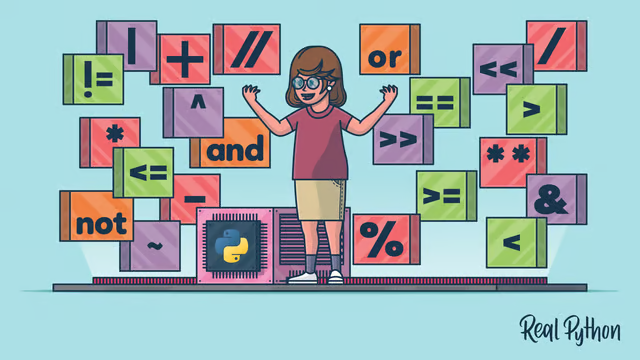 | + // or << /
!= ^ == >
* and >> **
<= - >= &
not ~ % <
Real Python